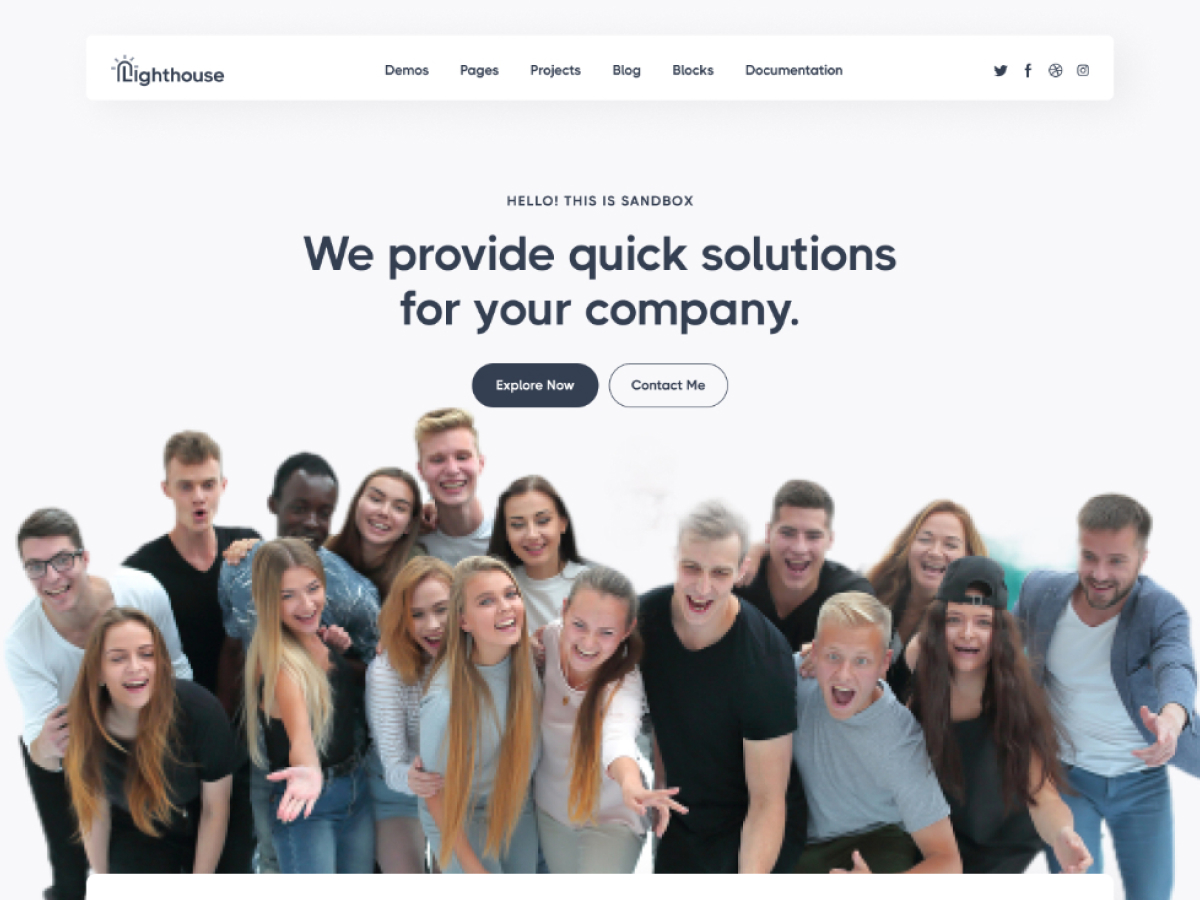 Lighthouse
Demos Pages Projects Blog Blocks Documentation
HELLO! THIS IS SANDBOX
We provide quick solutions
for your company.
Explore Now Contact Me